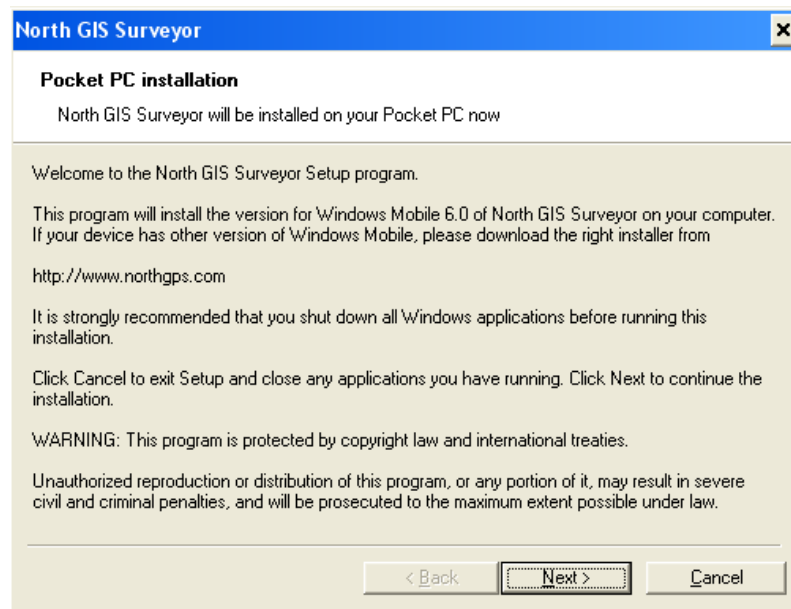 North GIS Surveyor
Pocket PC installation
North GIS Surveyor will be installed on your Pocket PC now
Welcome to the North GIS Surveyor Setup program.
This program will install the version for Windows Mobile 6.0 of North GIS Surveyor on your computer.
If your device has other version of Windows Mobile, please download the right installer from
http://www.northgps.com
It is strongly recommended that you shut down all Windows applications before running this
installation.
Click Cancel to exit Setup and close any applications you have running. Click Next to continue the
installation.
WARNING: This program is protected by copyright law and international treaties.
Unauthorized reproduction or distribution of this program, or any portion of it, may result in severe
civil and criminal penalties, and will be prosecuted to the maximum extent possible under law.
< Back Next > Cancel